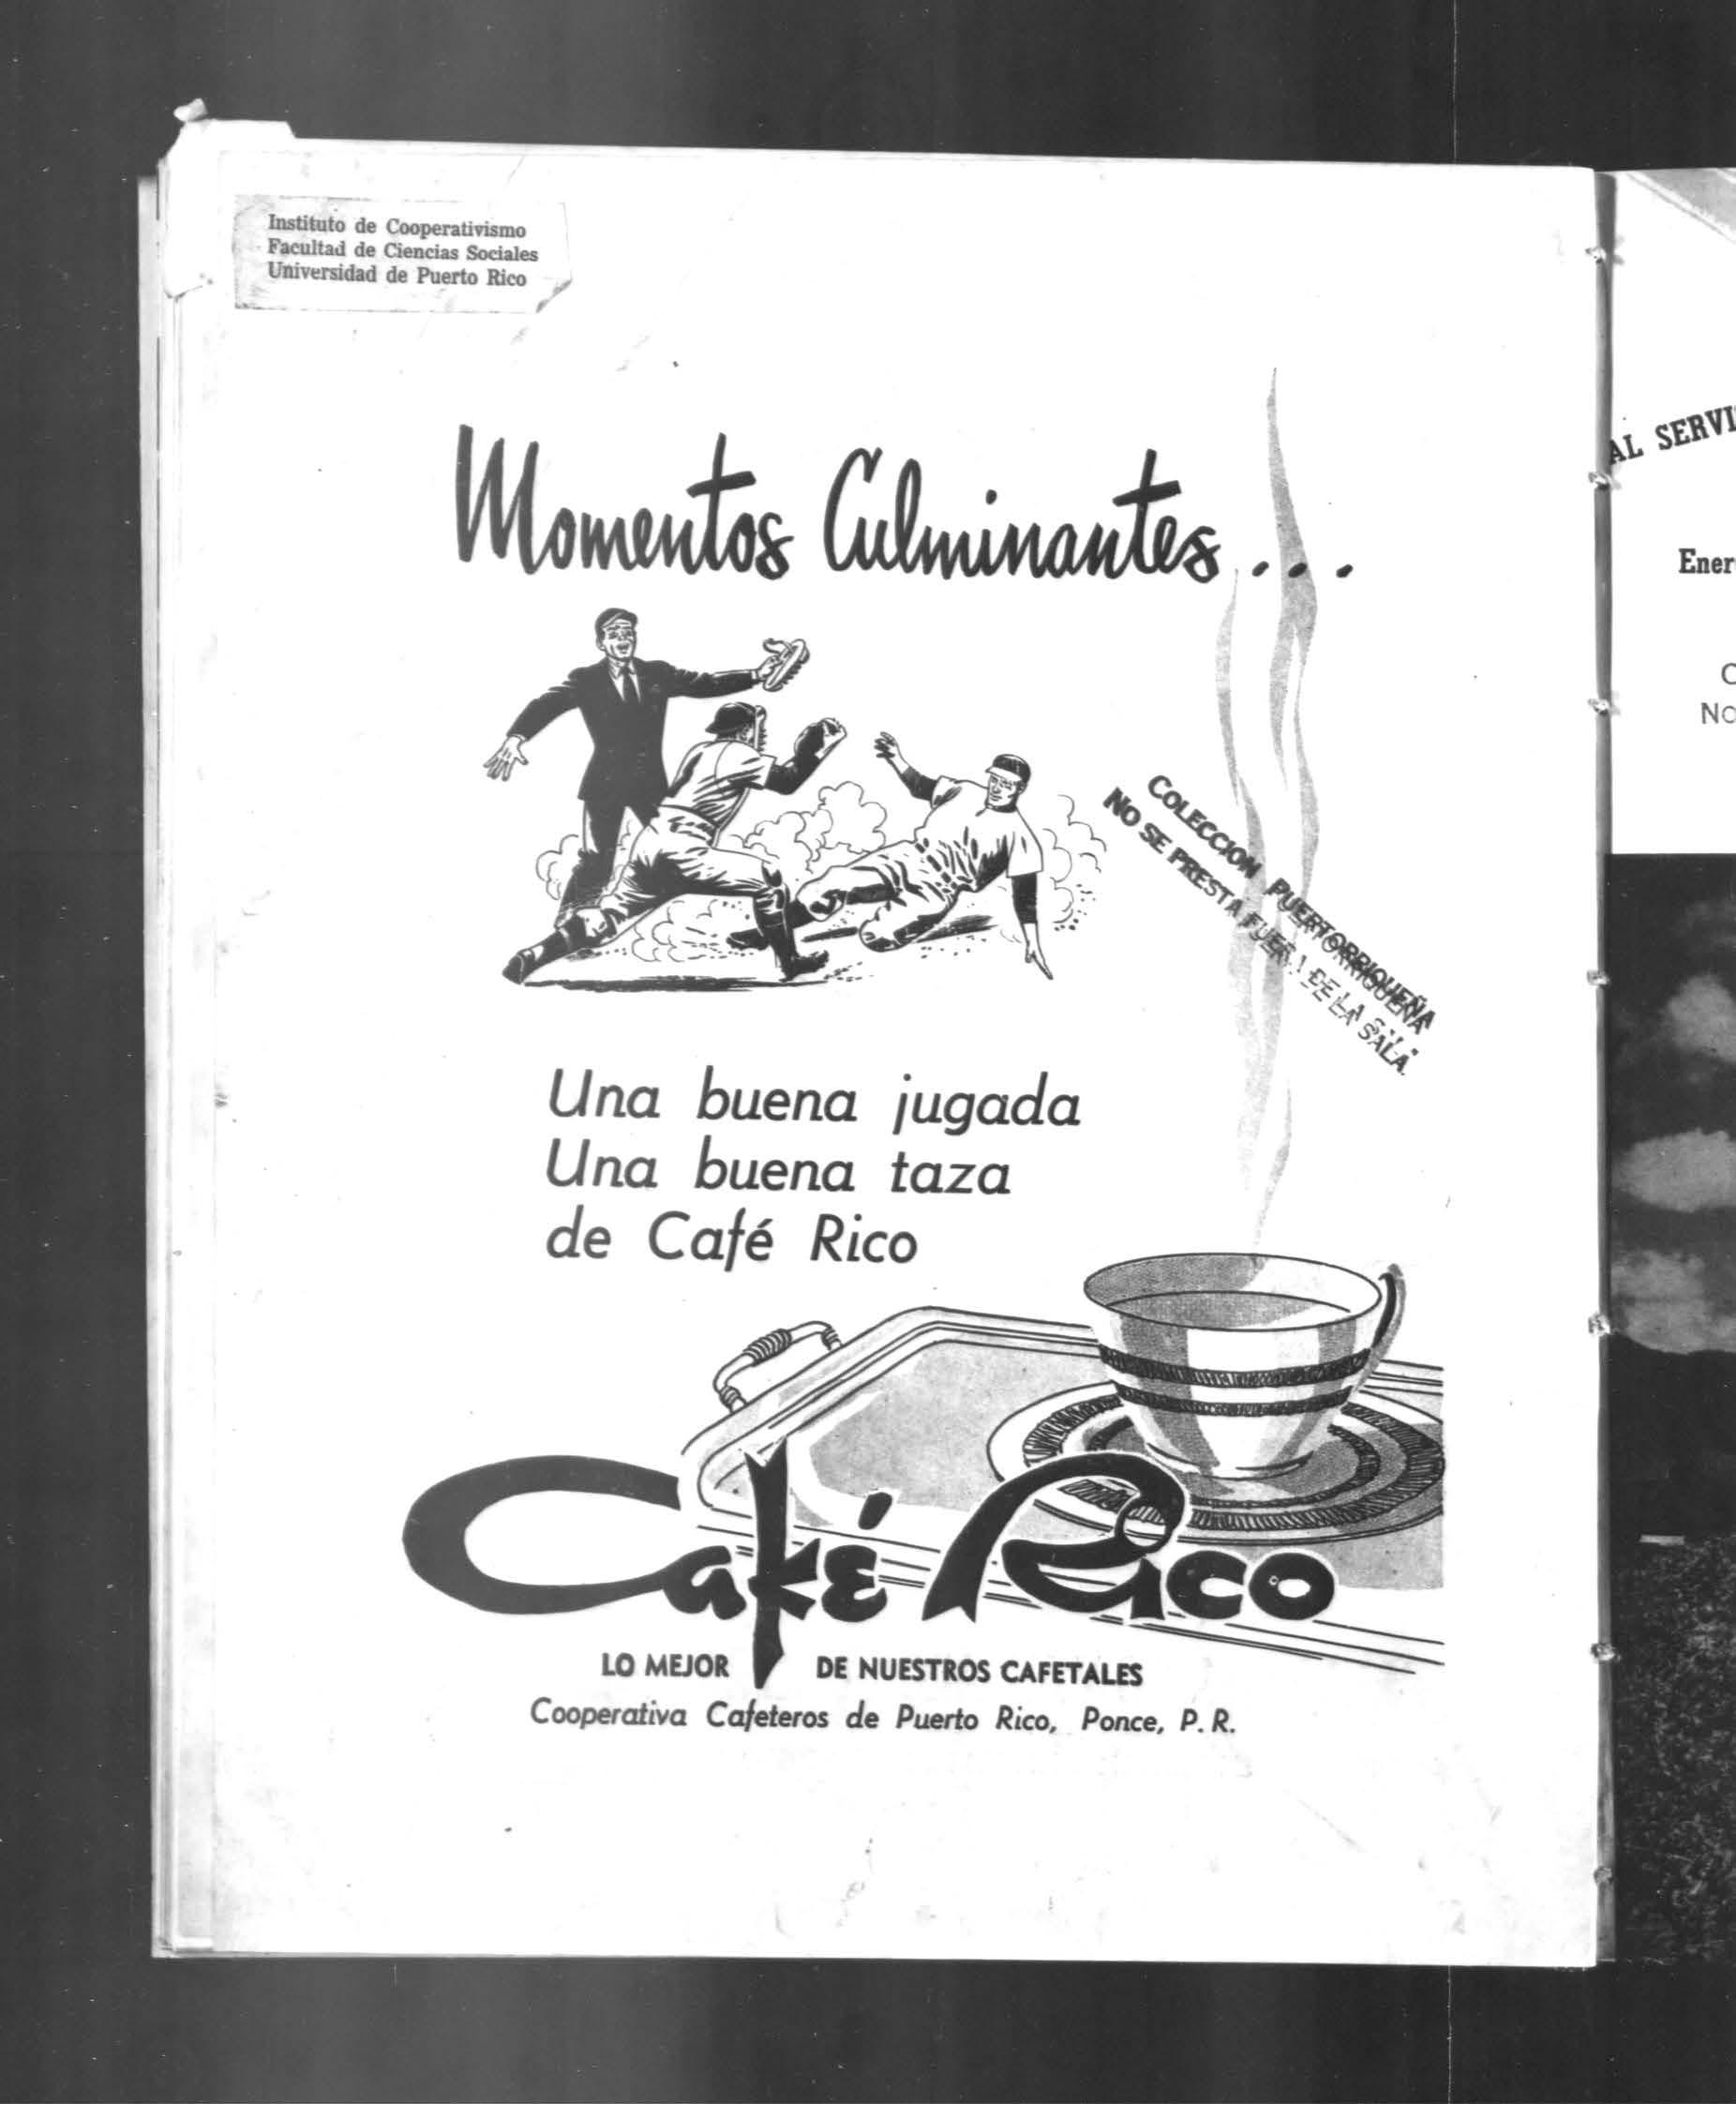 Instituto de Cooperativismo
Facultad de Ciencias Sociales
Universidad de Puerto Rico
Momentos Culminantes...
COLECCION PUERTORRIQUEÑA
NO SE PRESTA FUERA DE LA SALA.
Una buena jugada
Una buena taza
de Café Rico
Café Rico
LO MEJOR DE NUESTROS CAFETALES
Cooperativa Cafeteros de Puerto Rico, Ponce, P. R.
AL SERVI
Ener
C
No